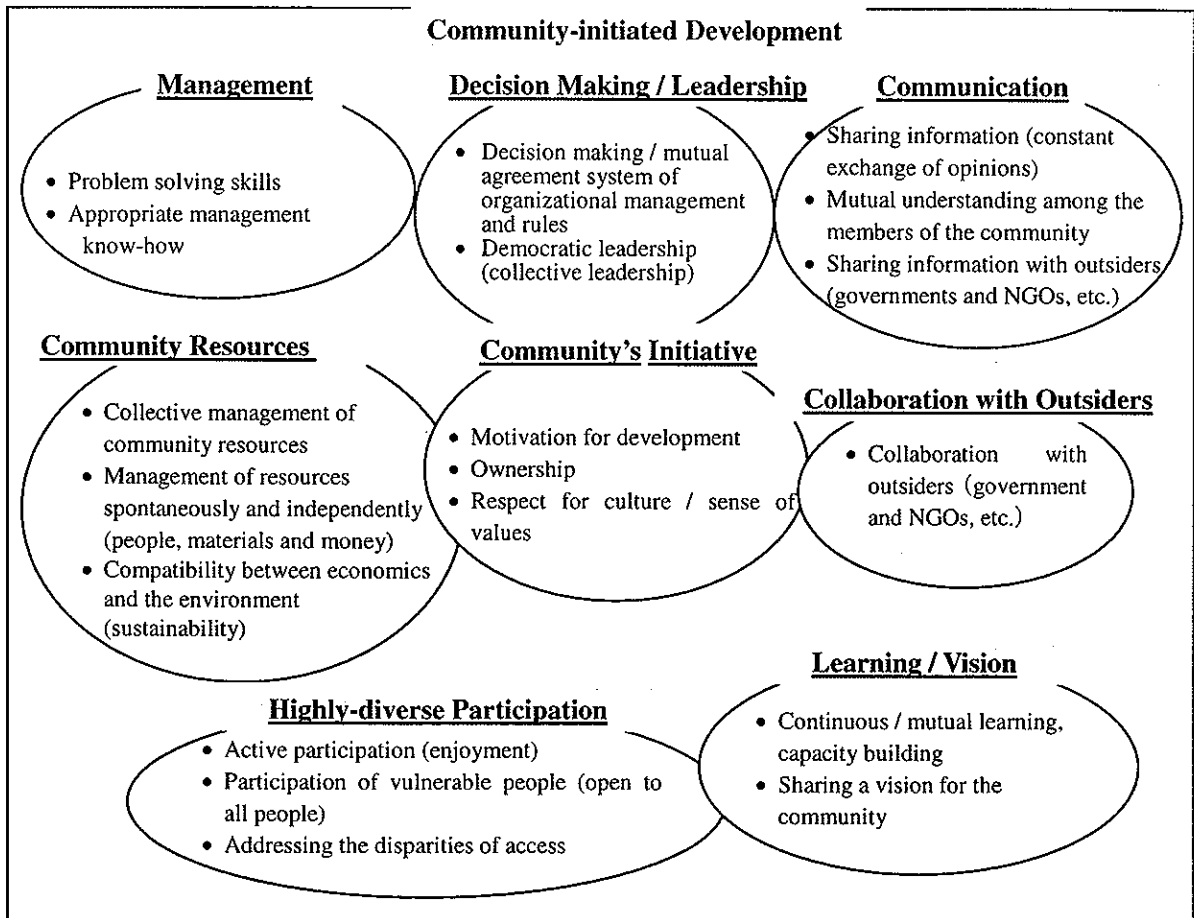 Community-initiated Development
Management
• Problem solving skills
• Appropriate management
know-how
Decision Making / Leadership
• Decision making / mutual
agreement system of
organizational management
and rules
• Democratic leadership
(collective leadership)
Communication
• Sharing information (constant
exchange of opinions)
• Mutual understanding among the
members of the community
• Sharing information with outsiders
(governments and NGOs, etc.)
Community Resources
• Collective management of
community resources
• Management of resources
spontaneously and independently
(people, materials and money)
• Compatibility between economics
and the environment
(sustainability)
Community's Initiative
• Motivation for development
• Ownership
• Respect for culture / sense of
values
Collaboration with Outsiders
• Collaboration with
outsiders (government
and NGOs, etc.)
Highly-diverse Participation
• Active participation (enjoyment)
• Participation of vulnerable people (open to
all people)
• Addressing the disparities of access
Learning / Vision
• Continuous / mutual learning,
capacity building
• Sharing a vision for the
community